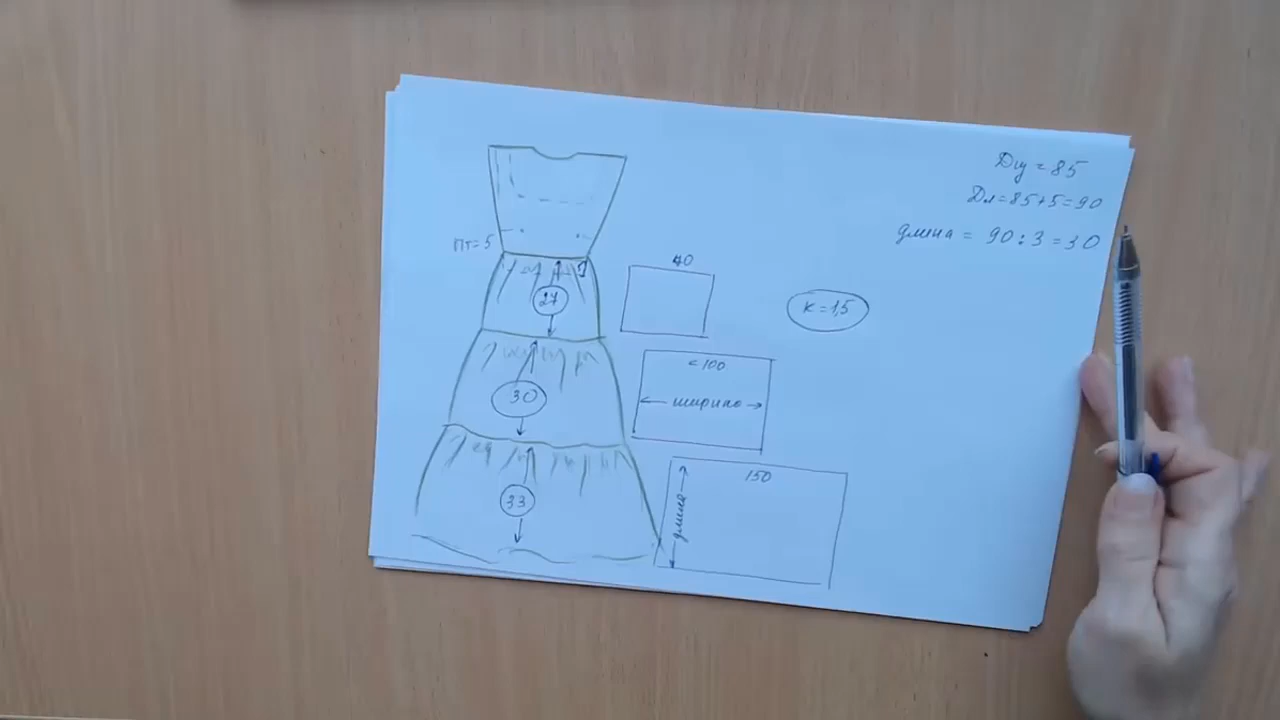 Дш = 85
Дл = 85+5 = 90
длина = 90 : 3 = 30
Пт = 5
27
40
к = 1,5
30
< 100
ширина
33
150
длина